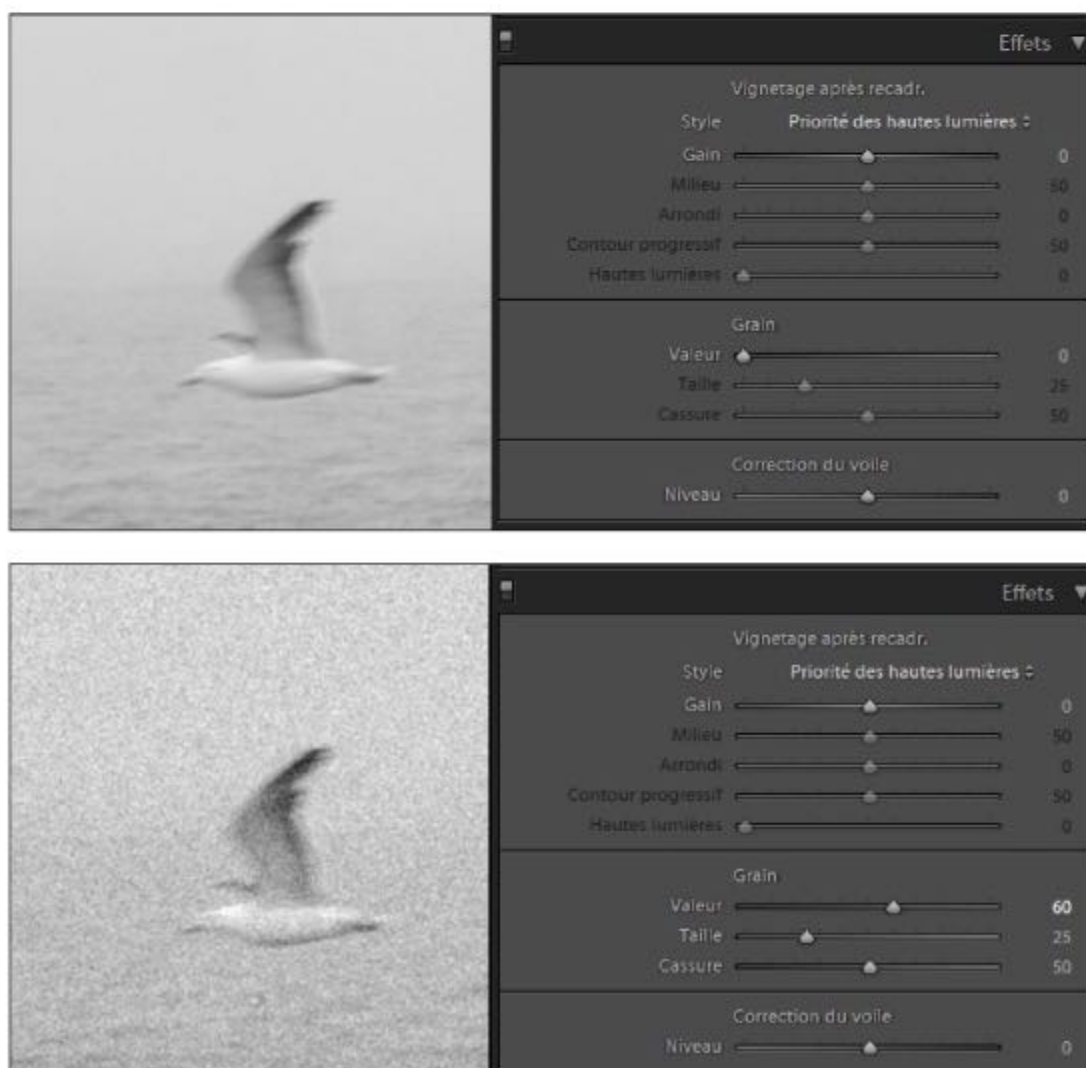 Effets
Vignetage après recadr.
Style Priorité des hautes lumières
Gain 0
Milieu 50
Arrondi 0
Contour progressif 50
Hautes lumières 0
Grain
Valeur 0
Taille 25
Cassure 50
Correction du voile
Niveau 0
Effets
Vignetage après recadr.
Style Priorité des hautes lumières
Gain 0
Milieu 50
Arrondi 0
Contour progressif 50
Hautes lumières 0
Grain
Valeur 60
Taille 25
Cassure 50
Correction du voile
Niveau 0